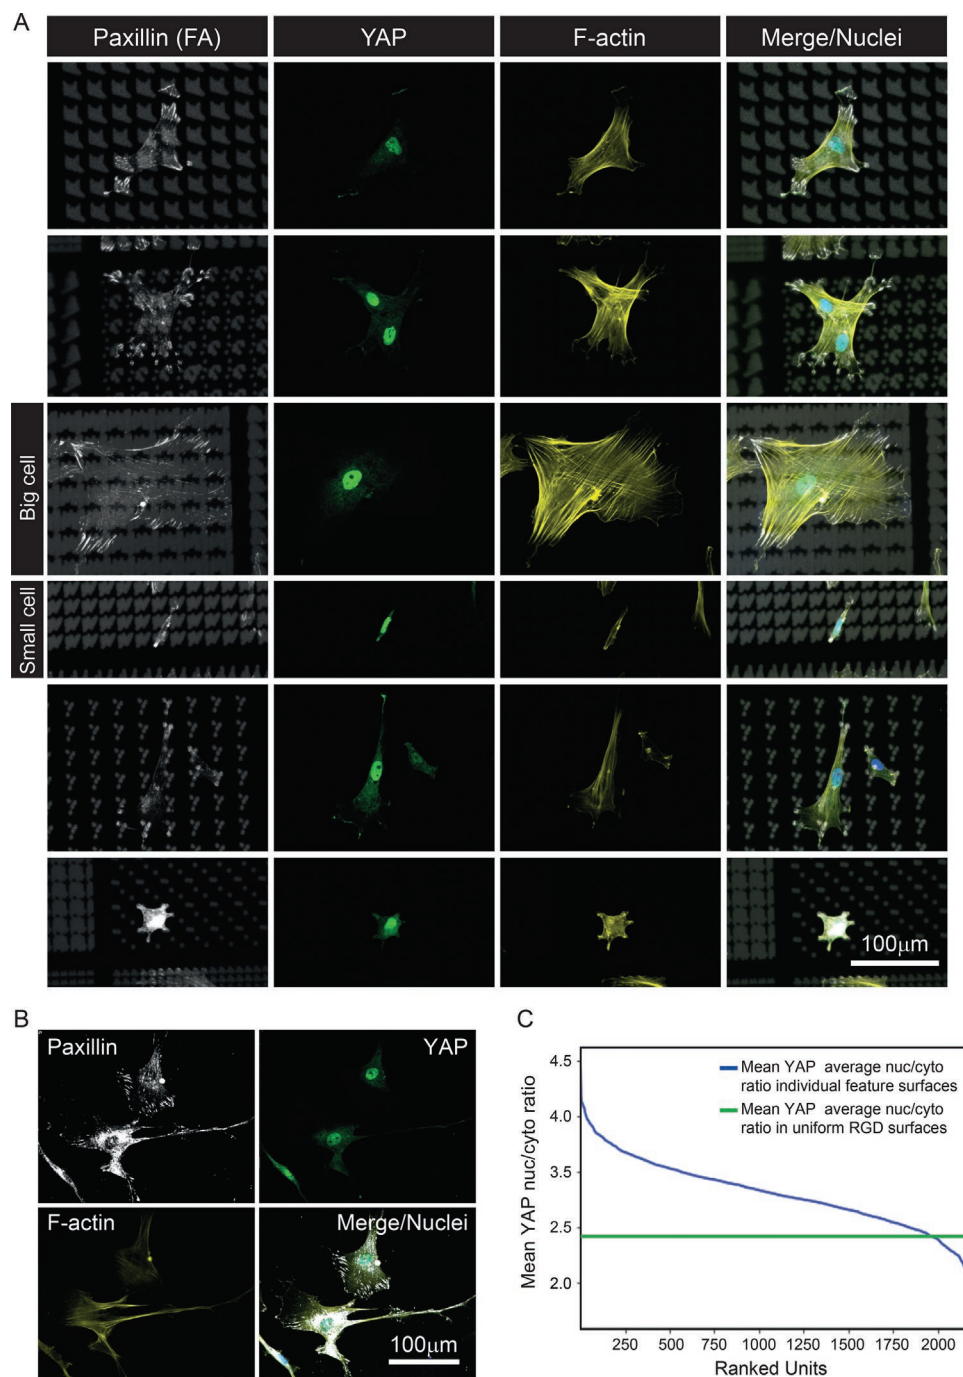 A
Paxillin (FA)
YAP
F-actin
Merge/Nuclei
Big cell
Small cell
100µm
B
Paxillin
YAP
F-actin
Merge/Nuclei
100µm
C
Mean YAP nuc/cyto ratio
4.5
4.0
3.5
2.5
2.0
Mean YAP average nuc/cyto
ratio individual feature surfaces
Mean YAP average nuc/cyto
ratio in uniform RGD surfaces
250
500
750
1000
1250
1500
1750
2000
Ranked Units